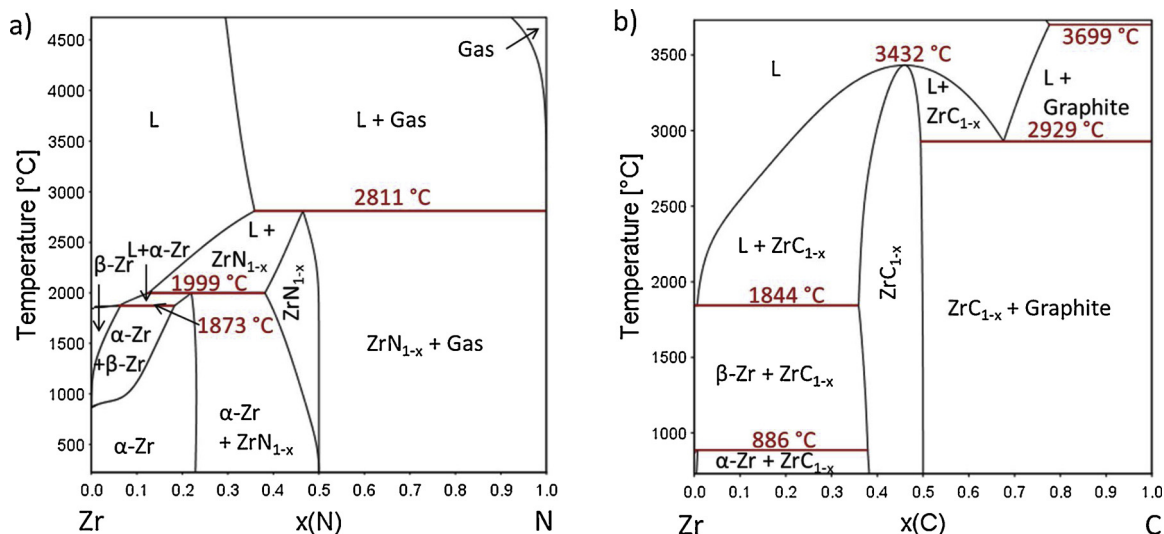 a)
4500
4000
3500
3000
2500
2000
1500
1000
500
Temperature [°C]
Gas
L
L + Gas
2811 °C
L +
ZrN1-x
L+α-Zr
β-Zr
1999 °C
1873 °C
ZrN1-x
α-Zr
+β-Zr
ZrN1-x + Gas
α-Zr
α-Zr
+ ZrN1-x
0.0 0.1 0.2 0.3 0.4 0.5 0.6 0.7 0.8 0.9 1.0
Zr x(N) N
b)
3500
3000
2500
2000
1500
1000
Temperature [°C]
3432 °C
3699 °C
L
L+
ZrC1-x
L +
Graphite
2929 °C
L + ZrC1-x
ZrC1-x
1844 °C
ZrC1-x + Graphite
β-Zr + ZrC1-x
886 °C
α-Zr + ZrC1-x
0.0 0.1 0.2 0.3 0.4 0.5 0.6 0.7 0.8 0.9 1.0
Zr x(C) C